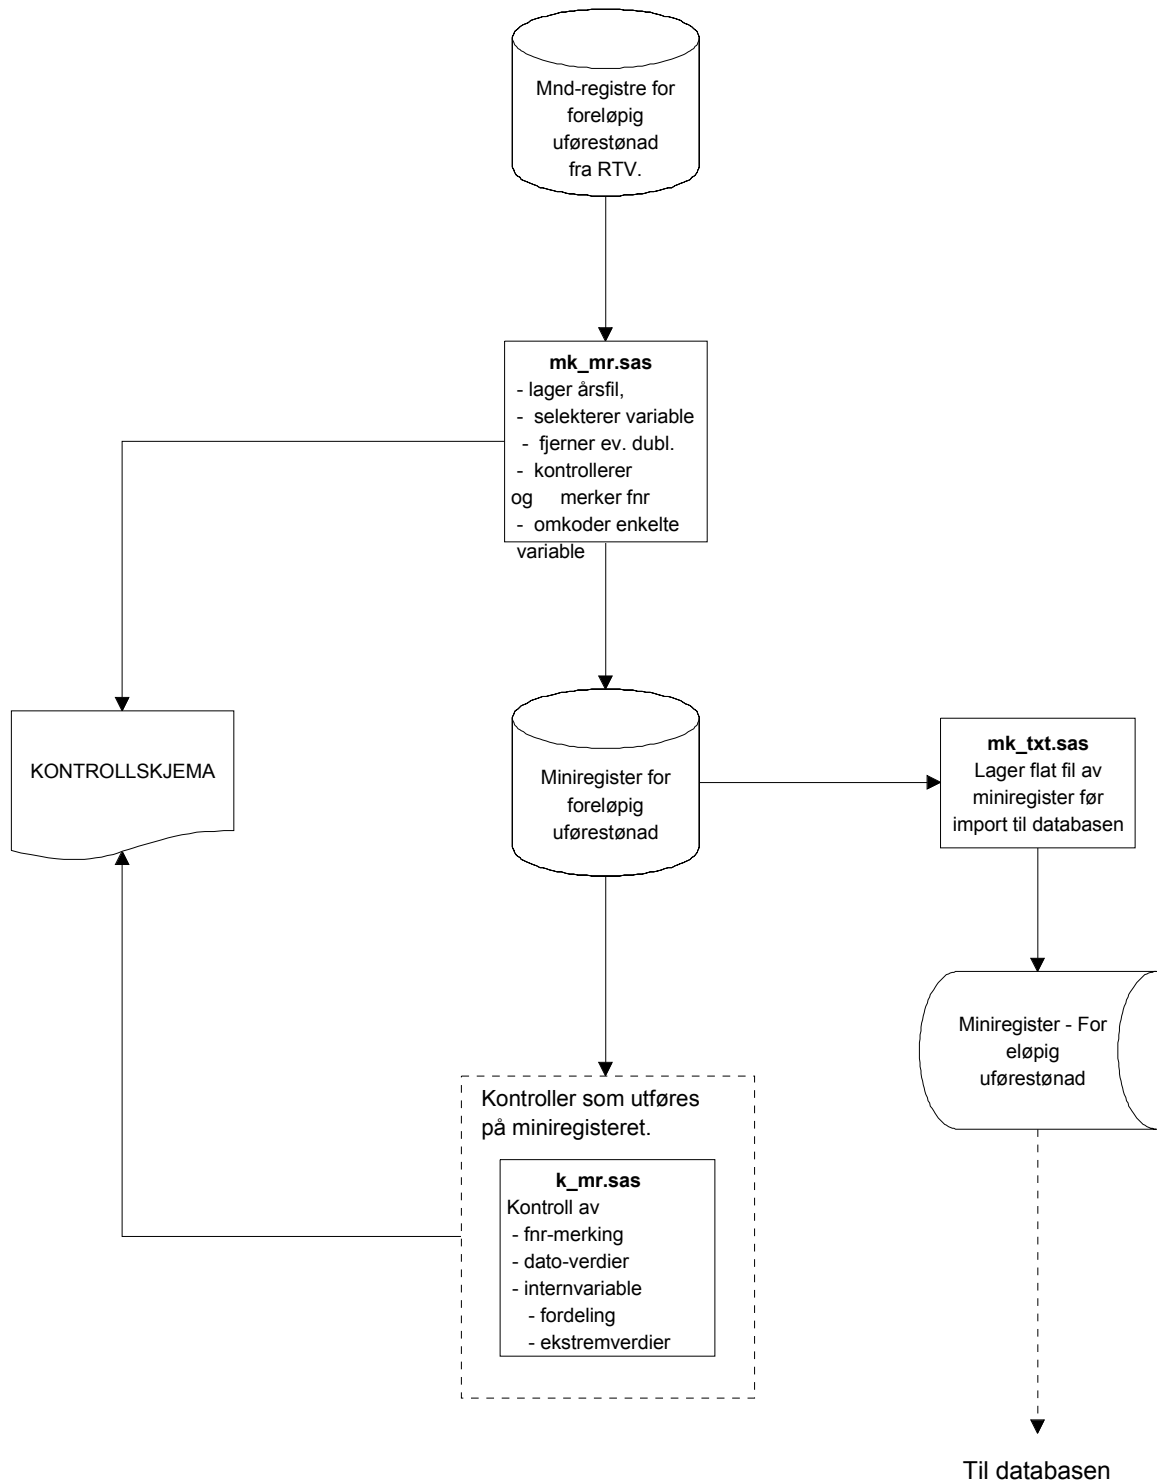 Mnd-registre for
foreløpig
uførestønad
fra RTV.
mk_mr.sas
- lager årsfil,
- selekterer variable
- fjerner ev. dubl.
- kontrollerer
og merker fnr
- omkoder enkelte
variable
KONTROLLSKJEMA
Miniregister for
foreløpig
uførestønad
mk_txt.sas
Lager flat fil av
miniregister før
import til databasen
Miniregister - For
eløpig
uførestønad
Kontroller som utføres
på miniregisteret.
k_mr.sas
Kontroll av
- fnr-merking
- dato-verdier
- internvariable
- fordeling
- ekstremverdier
Til databasen